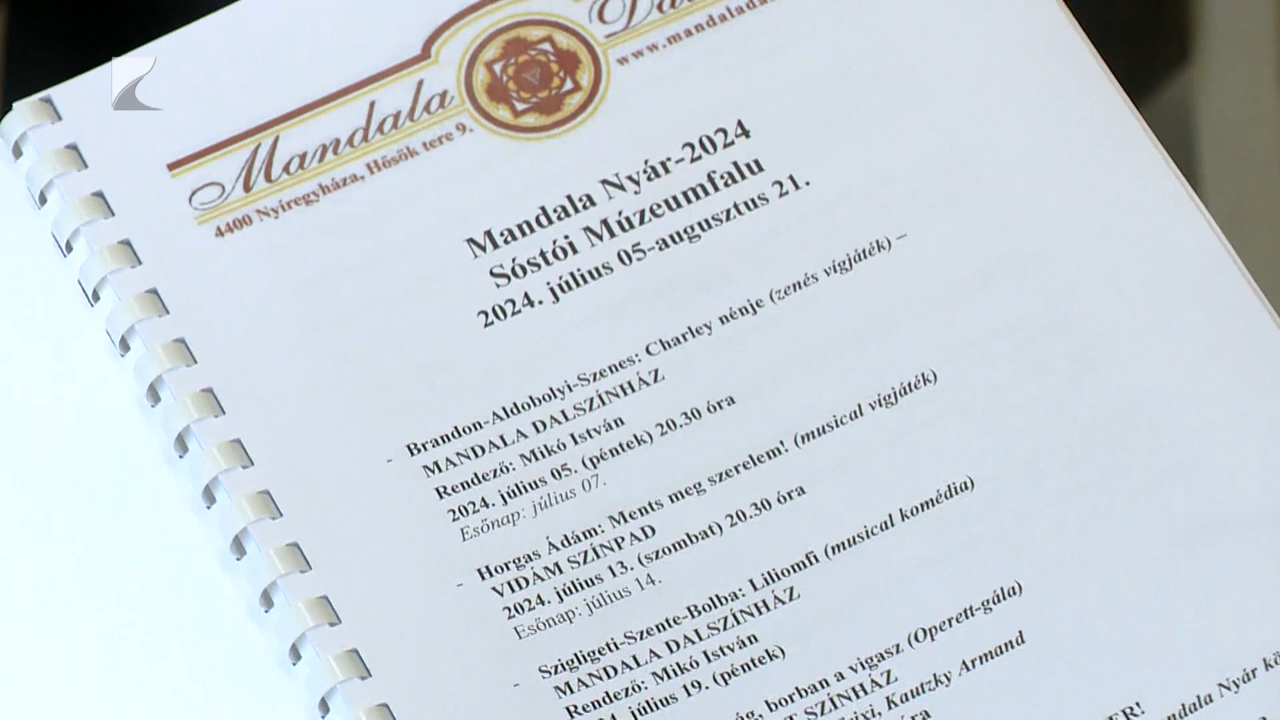 Mandala
4400 Nyíregyháza, Hősök tere 9.
Mandala Nyár-2024
Sóstói Múzeumfalu
2024. július 05-augusztus 21.
- Brandon-Aldobolyi-Szenes: Charley nénje (zenés vígjáték) –
MANDALA DALSZÍNHÁZ
Rendező: Mikó István
2024. július 05. (péntek) 20.30 óra
Esőnap: július 07.
- Horgas Ádám: Ments meg szerelem! (musical vígjáték)
VIDÁM SZÍNPAD
2024. július 13. (szombat) 20.30 óra
Esőnap: július 14.
- Szigligeti-Szente-Bolba: Liliomfi (musical komédia)
MANDALA DALSZÍNHÁZ
Rendező: Mikó István
július 19. (péntek)
borban a vigasz (Operett-gála)
SZÍNHÁZ
Kautzky Armand
óra
Nyár